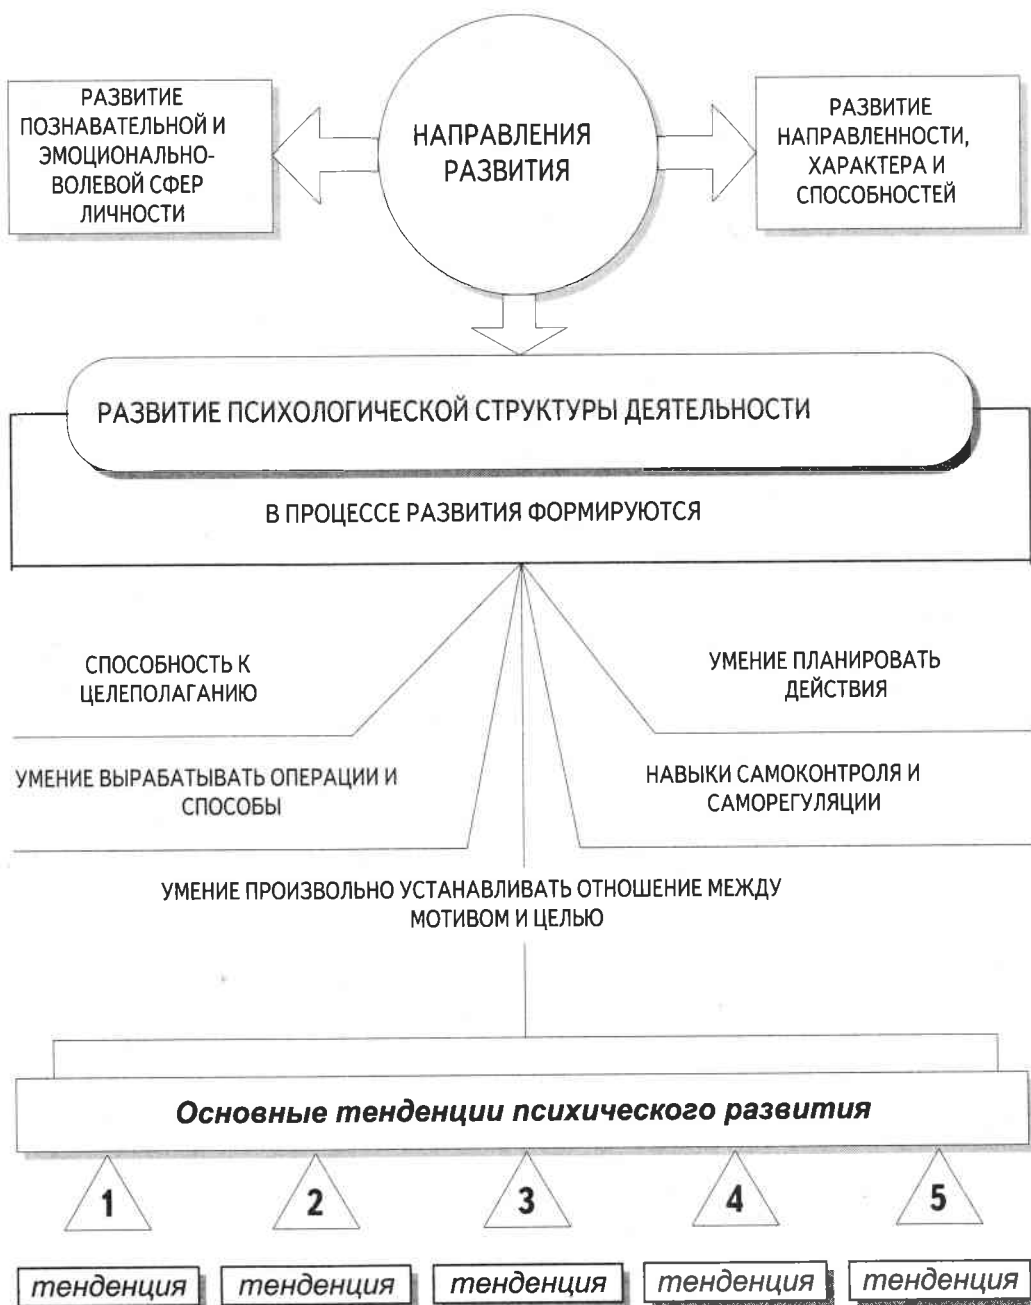 НАПРАВЛЕНИЯ
РАЗВИТИЯ
РАЗВИТИЕ
ПОЗНАВАТЕЛЬНОЙ И
ЭМОЦИОНАЛЬНО-
ВОЛЕВОЙ СФЕР
ЛИЧНОСТИ
РАЗВИТИЕ
НАПРАВЛЕННОСТИ,
ХАРАКТЕРА И
СПОСОБНОСТЕЙ
РАЗВИТИЕ ПСИХОЛОГИЧЕСКОЙ СТРУКТУРЫ ДЕЯТЕЛЬНОСТИ
В ПРОЦЕССЕ РАЗВИТИЯ ФОРМИРУЮТСЯ
СПОСОБНОСТЬ К
ЦЕЛЕПОЛАГАНИЮ
УМЕНИЕ ПЛАНИРОВАТЬ
ДЕЙСТВИЯ
УМЕНИЕ ВЫРАБАТЫВАТЬ ОПЕРАЦИИ И
СПОСОБЫ
НАВЫКИ САМОКОНТРОЛЯ И
САМОРЕГУЛЯЦИИ
УМЕНИЕ ПРОИЗВОЛЬНО УСТАНАВЛИВАТЬ ОТНОШЕНИЕ МЕЖДУ
МОТИВОМ И ЦЕЛЬЮ
Основные тенденции психического развития
1
2
3
4
5
тенденция
тенденция
тенденция
тенденция
тенденция